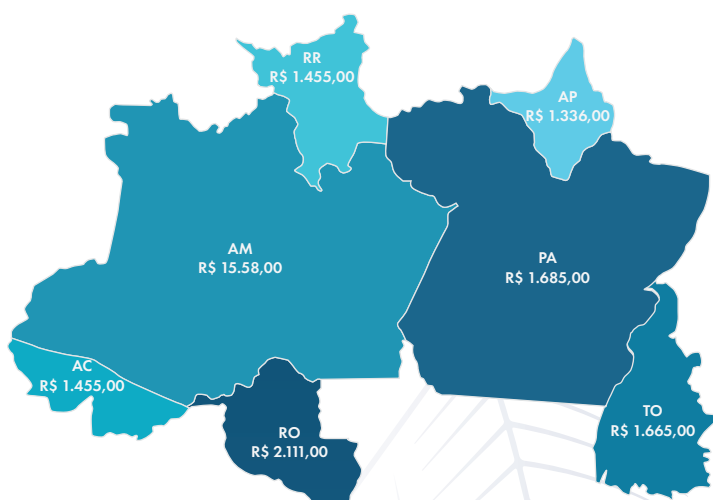 RR
R$ 1.455,00
AP
R$ 1.336,00
AM
R$ 15.58,00
PA
R$ 1.685,00
AC
R$ 1.455,00
TO
R$ 1.665,00
RO
R$ 2.111,00